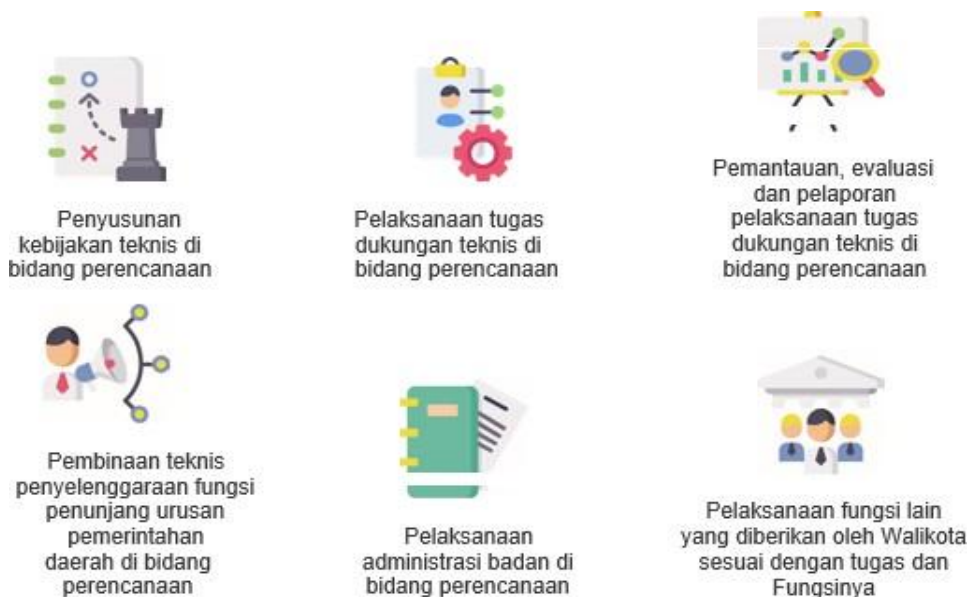 Penyusunan
kebijakan teknis di
bidang perencanaan
Pelaksanaan tugas
dukungan teknis di
bidang perencanaan
Pemantauan, evaluasi
dan pelaporan
pelaksanaan tugas
dukungan teknis di
bidang perencanaan
Pembinaan teknis
penyelenggaraan fungsi
penunjang urusan
pemerintahan
daerah di bidang
perencanaan
Pelaksanaan
administrasi badan di
bidang perencanaan
Pelaksanaan fungsi lain
yang diberikan oleh Walikota
sesuai dengan tugas dan
Fungsinya